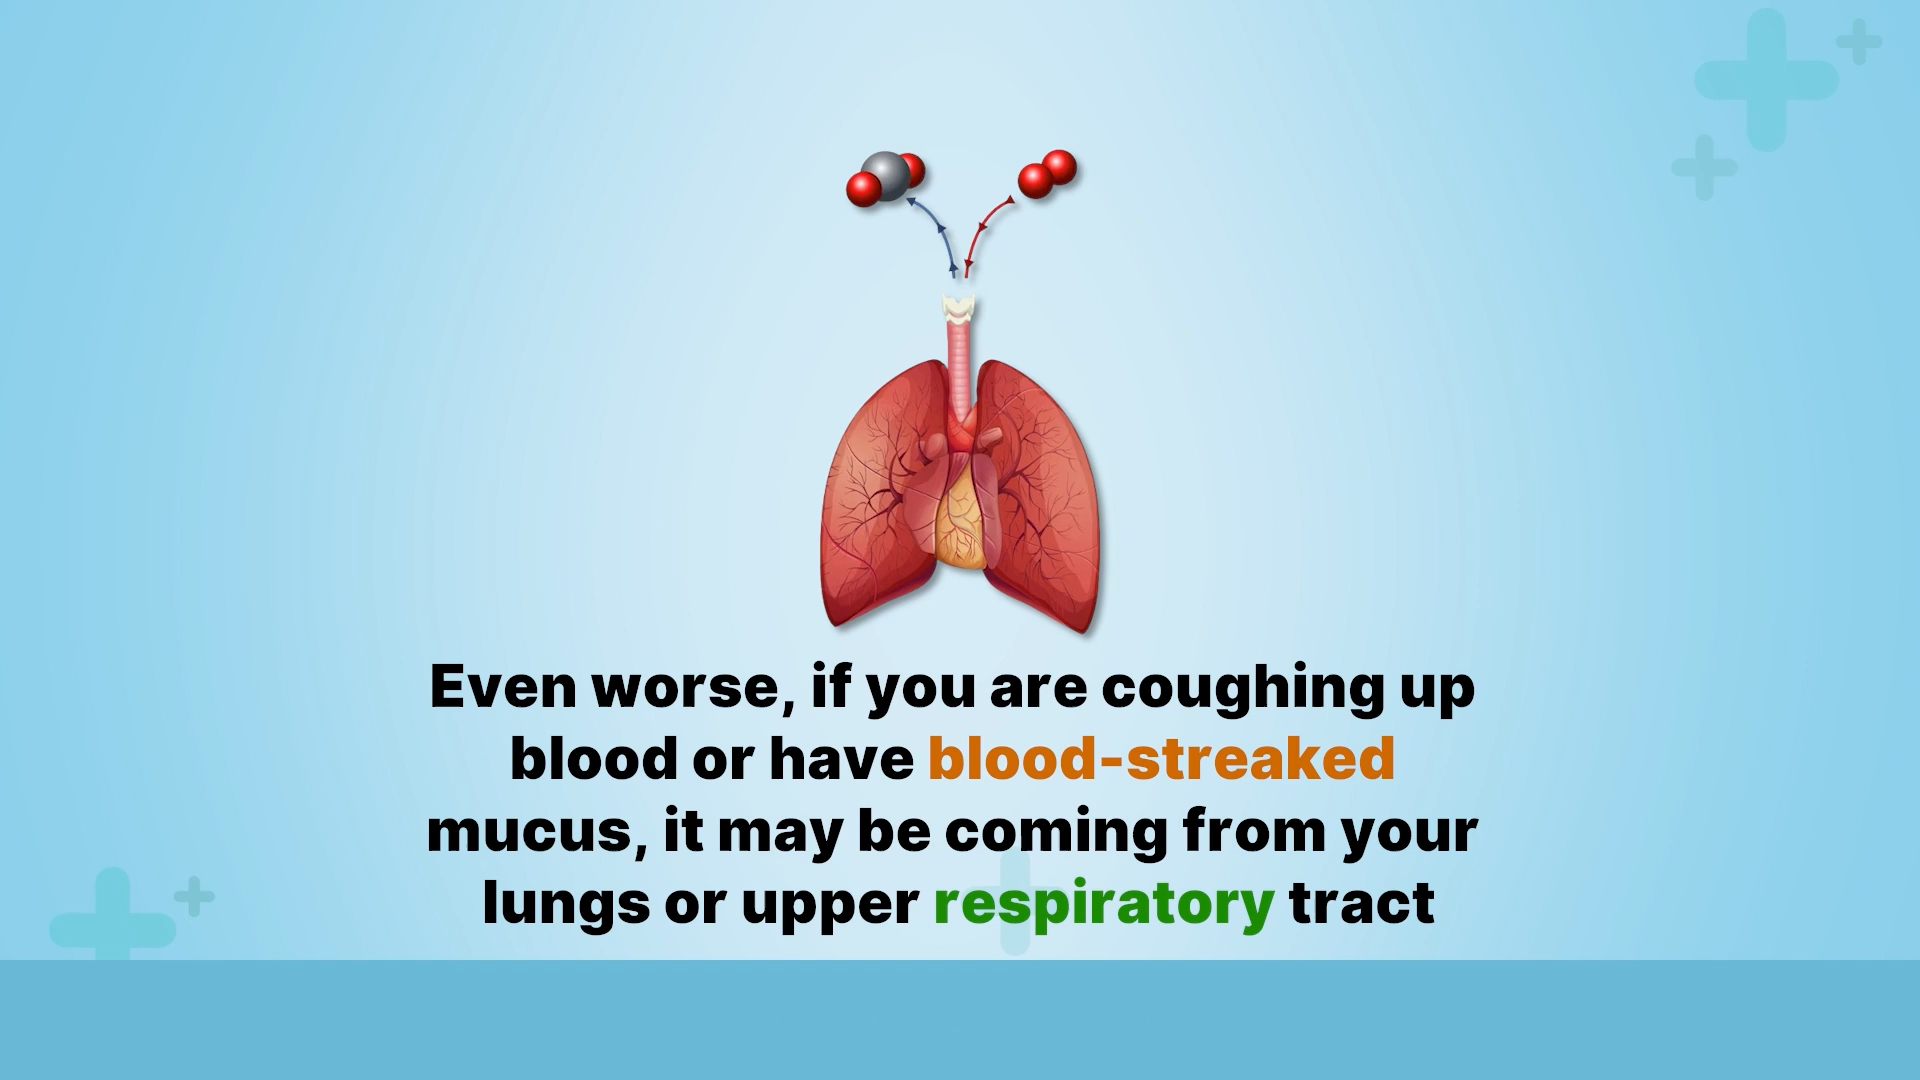 Even worse, if you are coughing up
blood or have blood-streaked
mucus, it may be coming from your
lungs or upper respiratory tract